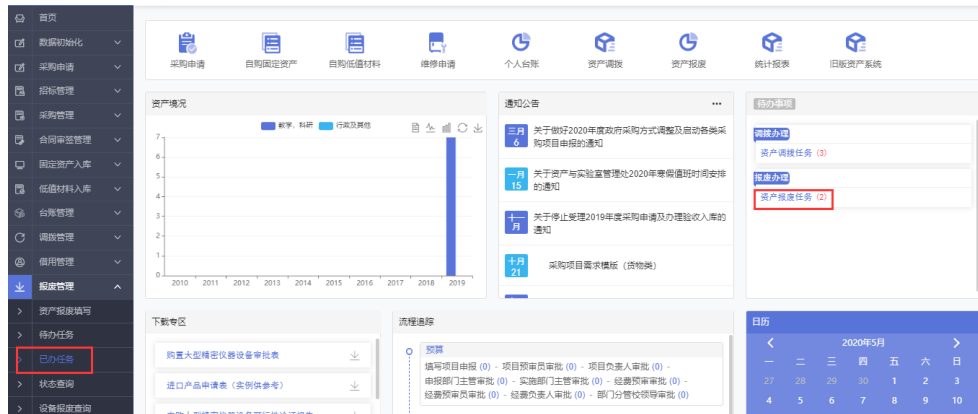 首页
数据初始化
采购申请
招标管理
采购管理
合同审签管理
固定资产入库
低值材料入库
台账管理
调拨管理
借用管理
报废管理
资产报废填写
待办任务
已办任务
状态查询
设备报废查询
采购申请
自购固定资产
自购低值材料
维修申请
个人台账
资产调拨
资产报废
统计报表
旧版资产系统
资产境况
教学、科研
行政及其他
7
6
5
4
3
2
1
0
2010 2011 2012 2013 2014 2015 2016 2017 2018 2019
通知公告
三月
6
关于做好2020年度政府采购方式调整及启动各类采
购项目申报的通知
一月
15
关于资产与实验室管理处2020年寒假值班时间安排
的通知
十一
月
关于停止受理2019年度采购申请及办理验收入库的
通知
十月
21
采购项目需求模版（货物类）
待办事项
调拨办理
资产调拨任务 (3)
报废办理
资产报废任务 (2)
下载专区
购置大型精密仪器设备审批表
进口产品申请表（实例供参考）
流程追踪
预算
填写项目申报 (0) - 项目预审员审批 (0) - 项目负责人审批 (0) -
申报部门主管审批 (0) - 实施部门主管审批 (0) - 经费预审审批 (0) -
经费预审员审批 (0) - 经费负责人审批 (0) - 部门分管校领导审批 (0)
日历
2020年5月
一 二 三 四 五 六 日
27 28 29 30 1 2 3
4 5 6 7 8 9 10